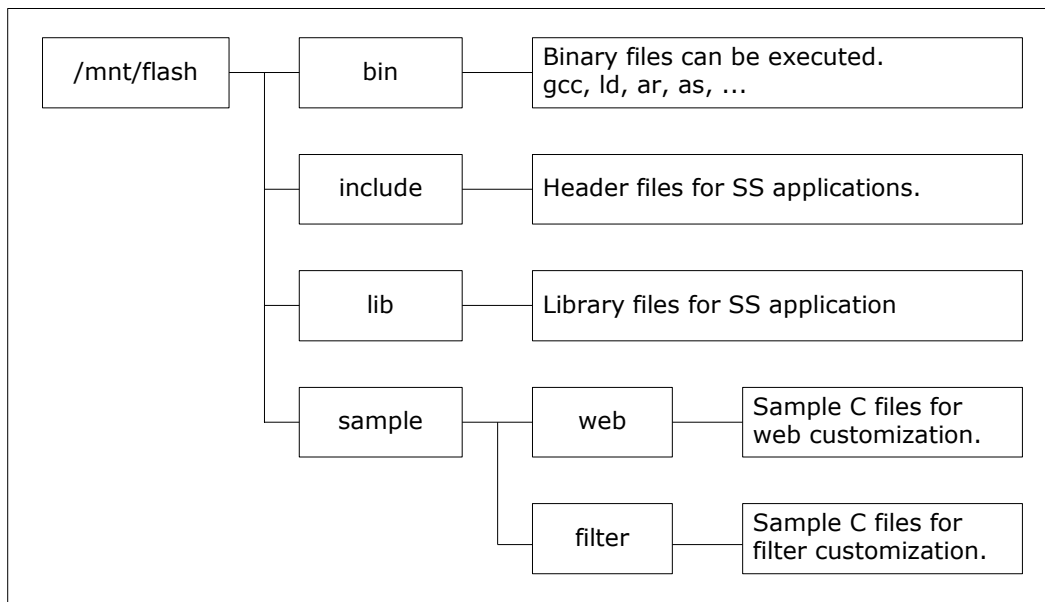 /mnt/flash
bin
Binary files can be executed.
gcc, ld, ar, as, ...
include
Header files for SS applications.
lib
Library files for SS application
sample
web
Sample C files for
web customization.
filter
Sample C files for
filter customization.